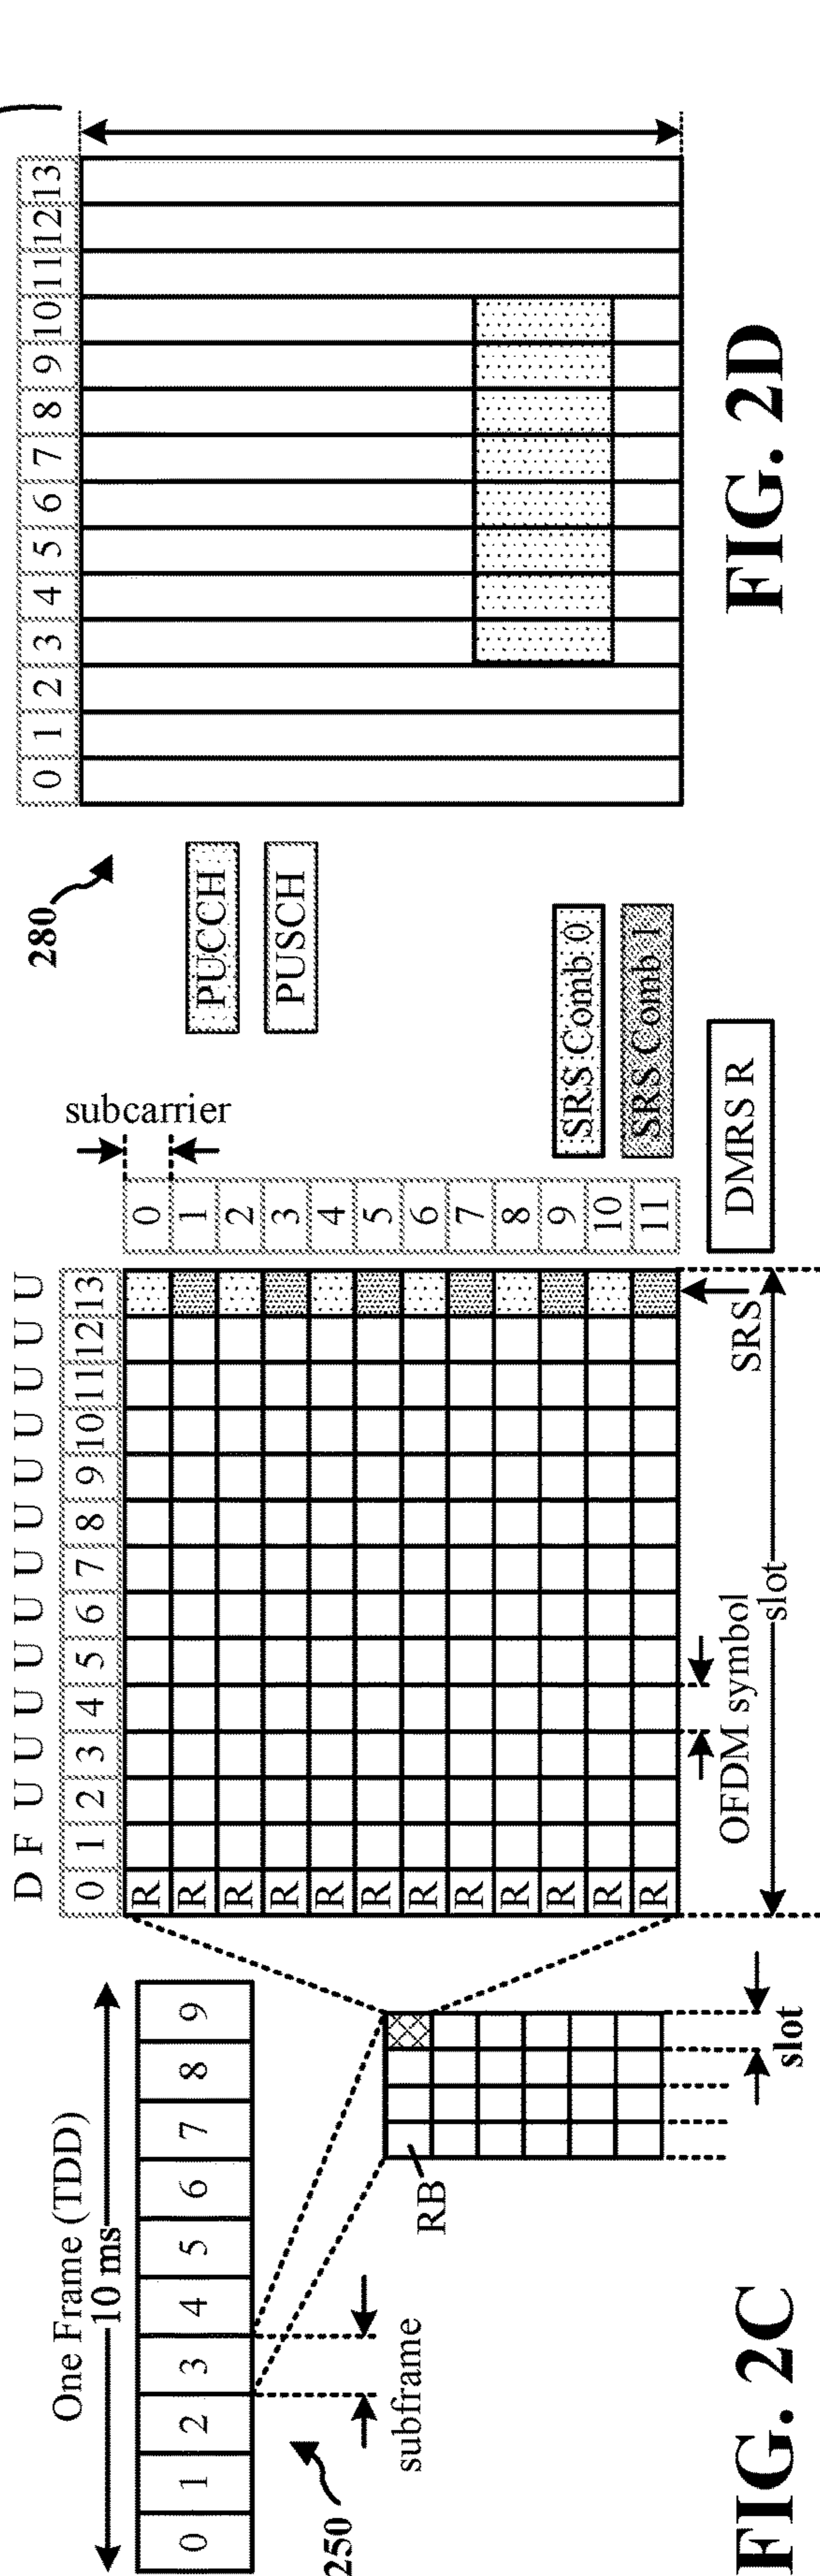 One Frame (TDD)
10 ms
0 1 2 3 4 5 6 7 8 9
250
subframe
RB
slot
FIG. 2C
D F U U U U U U U U U U U U
0 1 2 3 4 5 6 7 8 9 10 11 12 13
R
R
R
R
R
R
R
R
R
R
R
R
subcarrier
0
1
2
3
4
5
6
7
8
9
10
11
OFDM symbol
slot
SRS
DMRS R
SRS Comb 0
SRS Comb 1
280
PUCCH
PUSCH
0 1 2 3 4 5 6 7 8 9 10 11 12 13
FIG. 2D